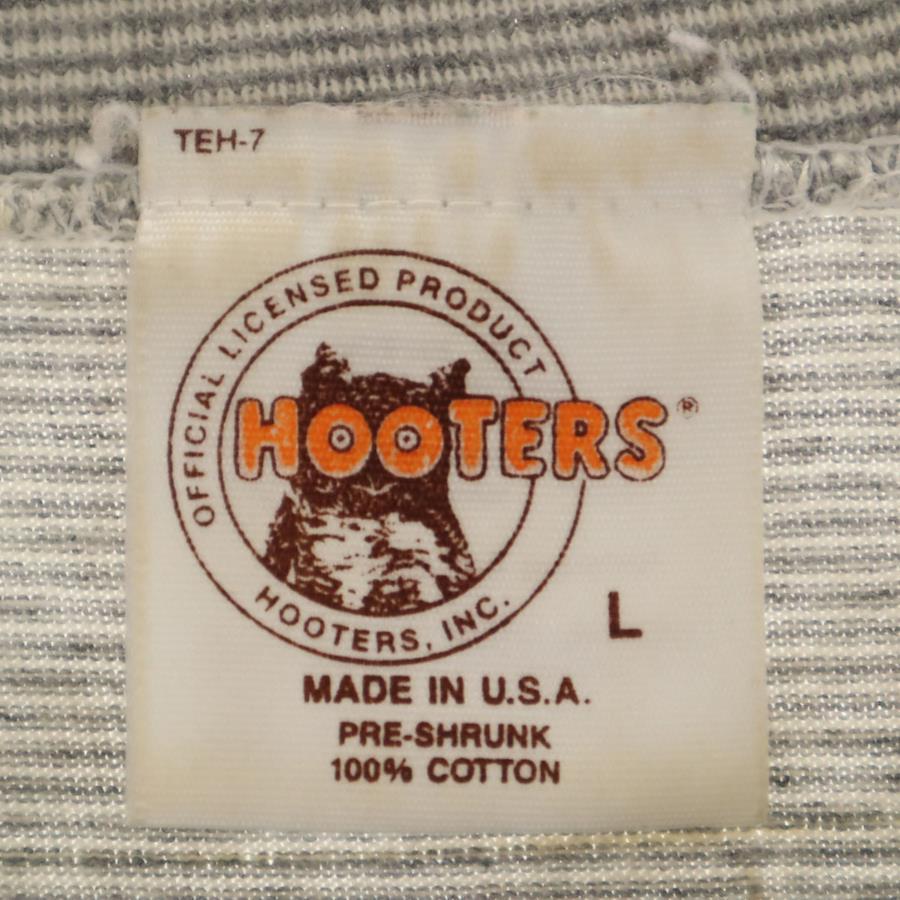 TEH-7
OFFICIAL LICENSED PRODUCT
HOOTERS®
HOOTERS, INC.
L
MADE IN U.S.A.
PRE-SHRUNK
100% COTTON